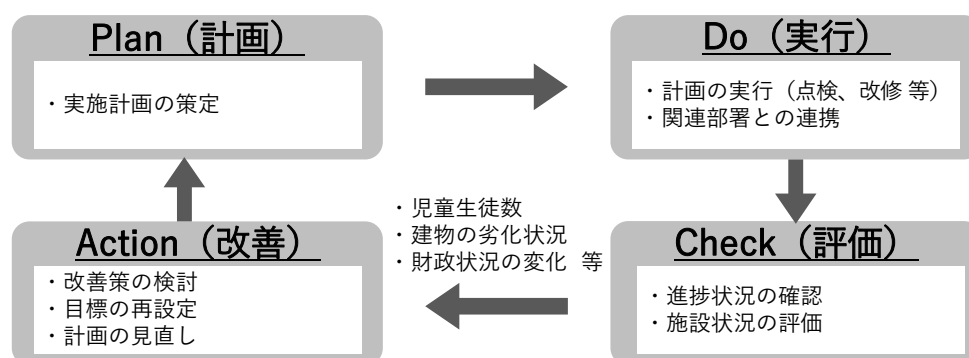 Plan（計画）
・実施計画の策定
Do（実行）
・計画の実行（点検、改修 等）
・関連部署との連携
・児童生徒数
・建物の劣化状況
・財政状況の変化 等
Action（改善）
・改善策の検討
・目標の再設定
・計画の見直し
Check（評価）
・進捗状況の確認
・施設状況の評価